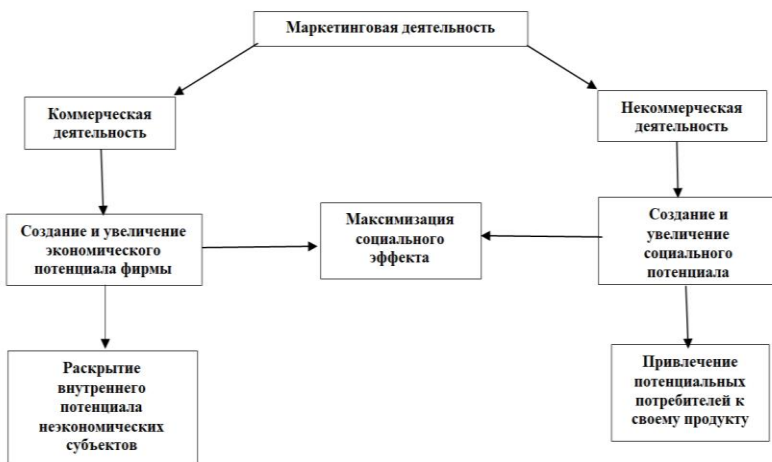 Маркетинговая деятельность
Коммерческая
деятельность
Некоммерческая
деятельность
Создание и увеличение
экономического
потенциала фирмы
Максимизация
социального
эффекта
Создание и
увеличение
социального
потенциала
Раскрытие
внутреннего
потенциала
неэкономических
субъектов
Привлечение
потенциальных
потребителей к
своему продукту